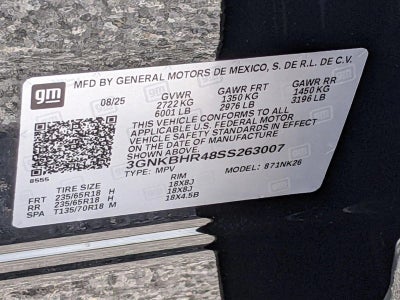 MFD BY GENERAL MOTORS DE MEXICO, S. DE R.L. DE C.V.
gm
08/25 GVWR GAWR FRT GAWR RR
2722 KG 1350 KG 1450 KG
6001 LB 2976 LB 3196 LB
THIS VEHICLE CONFORMS TO ALL
APPLICABLE U.S. FEDERAL MOTOR
VEHICLE SAFETY STANDARDS IN EFFECT
ON THE DATE OF MANUFACTURE
SHOWN ABOVE
3GNKBHR48SS263007
TYPE: MPV MODEL: 871NK26
6555
TIRE SIZE RIM
FRT 235/65R18 H 18X8J
RR 235/65R18 H 18X8J
SPA T135/70R18 M 18X4.5B